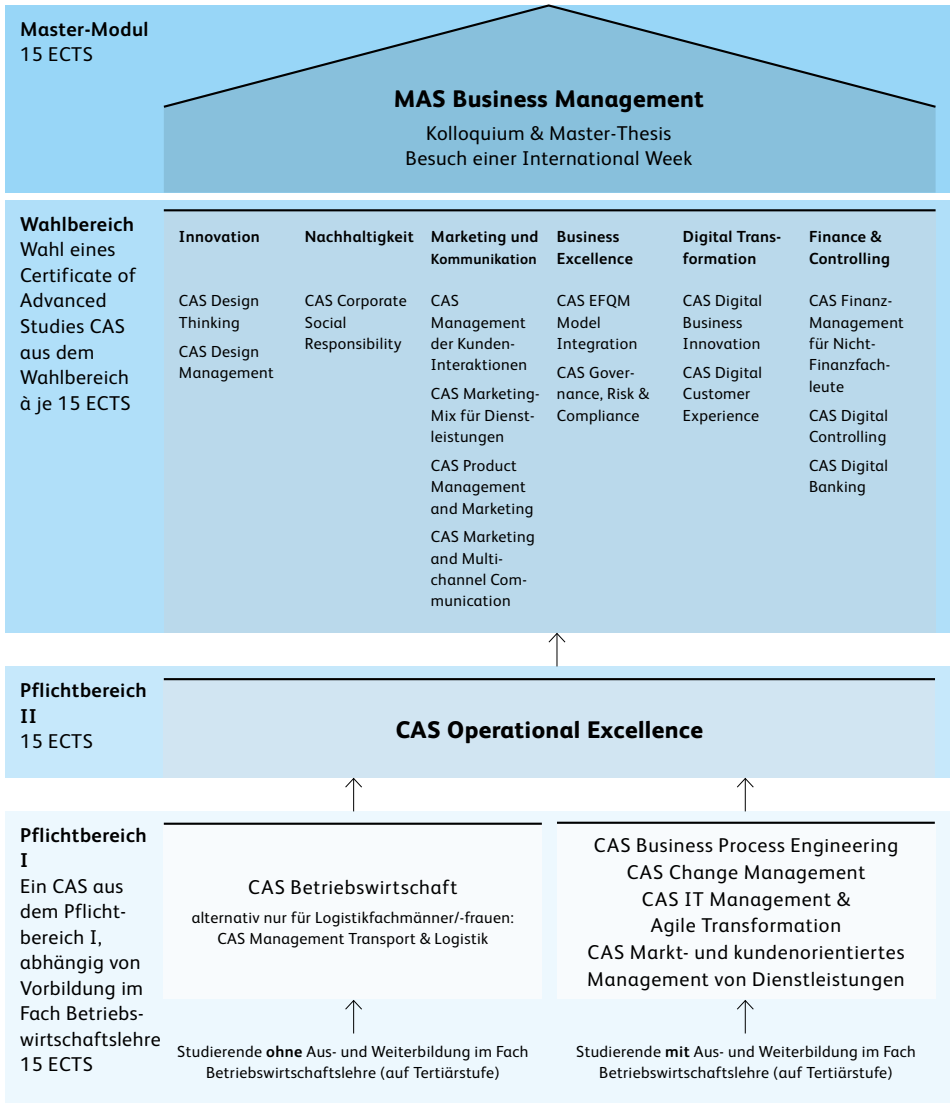 Master-Modul
15 ECTS
MAS Business Management
Kolloquium & Master-Thesis
Besuch einer International Week
Wahlbereich
Wahl eines
Certificate of
Advanced
Studies CAS
aus dem
Wahlbereich
à je 15 ECTS
Innovation
CAS Design
Thinking
CAS Design
Management
Nachhaltigkeit
CAS Corporate
Social
Responsibility
Marketing und
Kommunikation
CAS
Management
der Kunden-
Interaktionen
CAS Marketing-
Mix für Dienst-
leistungen
CAS Product
Management
and Marketing
CAS Marketing
and Multi-
channel Com-
munication
Business
Excellence
CAS EFQM
Model
Integration
CAS Gover-
nance, Risk &
Compliance
Digital Trans-
formation
CAS Digital
Business
Innovation
CAS Digital
Customer
Experience
Finance &
Controlling
CAS Finanz-
Management
für Nicht-
Finanzfach-
leute
CAS Digital
Controlling
CAS Digital
Banking
Pflichtbereich
II
15 ECTS
CAS Operational Excellence
Pflichtbereich
I
Ein CAS aus
dem Pflicht-
bereich I,
abhängig von
Vorbildung im
Fach Betriebs-
wirtschaftslehre
15 ECTS
CAS Betriebswirtschaft
alternativ nur für Logistikfachmänner/-frauen:
CAS Management Transport & Logistik
Studierende ohne Aus- und Weiterbildung im Fach
Betriebswirtschaftslehre (auf Tertiärstufe)
CAS Business Process Engineering
CAS Change Management
CAS IT Management &
Agile Transformation
CAS Markt- und kundenorientiertes
Management von Dienstleistungen
Studierende mit Aus- und Weiterbildung im Fach
Betriebswirtschaftslehre (auf Tertiärstufe)